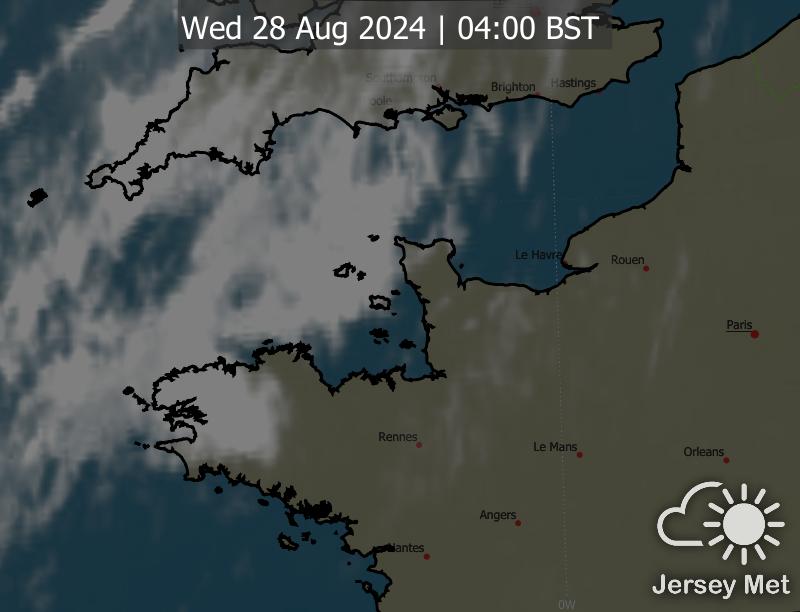 Wed 28 Aug 2024 | 04:00 BST
Southampton
Brighton
Hastings
Le Havre
Rouen
Paris
Rennes
Le Mans
Orleans
Angers
Nantes
Jersey Met
0W